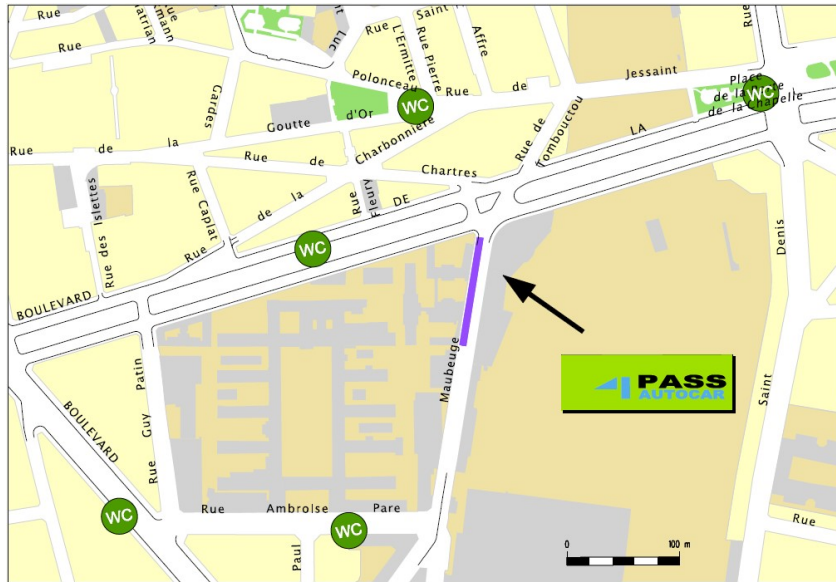 Rue
Saint
Luc
Rue
L'Ermitte
Rue Pierre
Affre
Rue
Polonceau
WC
Rue de
Jessaint
Place
de la
WC
de la Chapelle
Gardes
Goutte
d'Or
Charbonnière
Rue de
Tombouctou
LA
Rue de la
Rue de
Chartres
Rue des Islettes
Rue Caplat
Rue de la
Rue
Fleury
DE
WC
BOULEVARD
Denis
Maubeuge
PASS
AUTOCAR
Patin
BOULEVARD
Guy
Saint
Rue
WC
Rue Ambroise Pare
WC
Paul
Rue
0 100 m